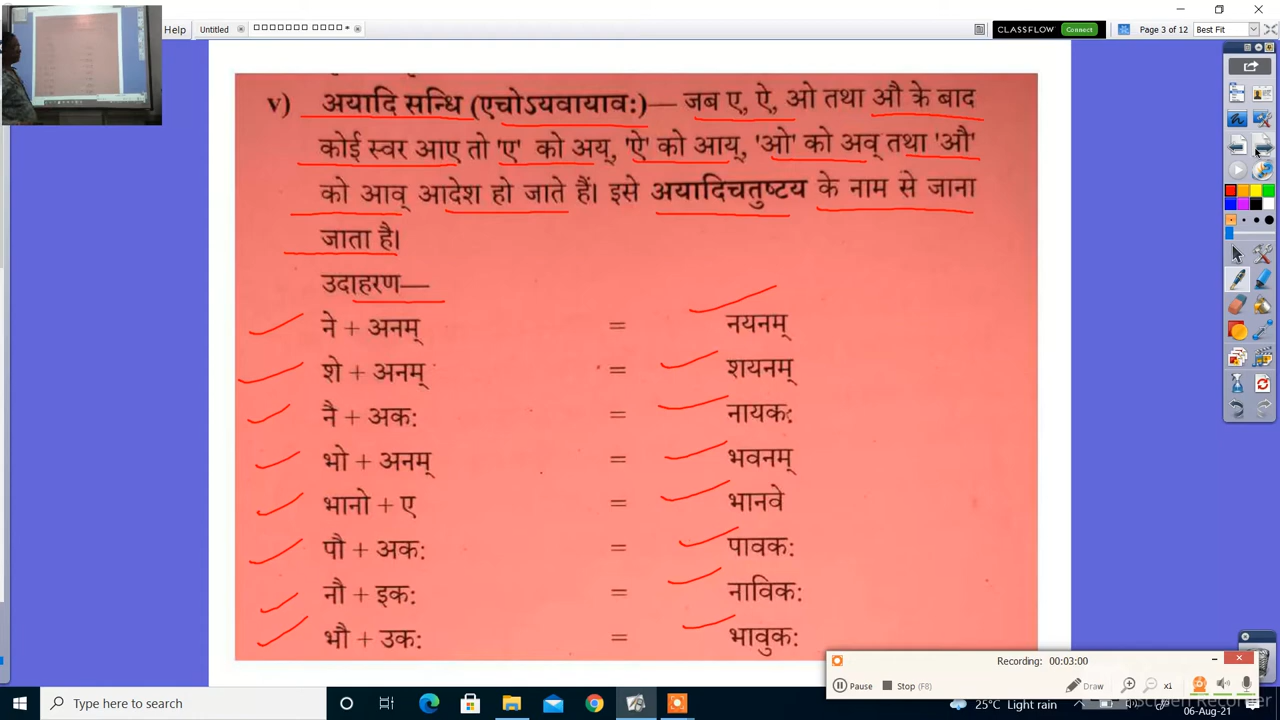 Help
Untitled
CLASSFLOW Connect
Page 3 of 12
Best Fit
v) अयादि सन्धि (एचोऽयवायावः)— जब ए, ऐ, ओ तथा औ के बाद
कोई स्वर आए तो 'ए' को अय्, 'ऐ' को आय्, 'ओ' को अव् तथा 'औ'
को आव् आदेश हो जाते हैं। इसे अयादिचतुष्टय के नाम से जाना
जाता है।
उदाहरण—
ने + अनम् = नयनम्
शे + अनम् = शयनम्
नै + अकः = नायकः
भो + अनम् = भवनम्
भानो + ए = भानवे
पौ + अकः = पावकः
नौ + इकः = नाविकः
भौ + उकः = भावुकः
Recording: 00:03:00
Pause Stop (F8) Draw x1
Screen Recorder
Type here to search
25°C Light rain
06-Aug-21